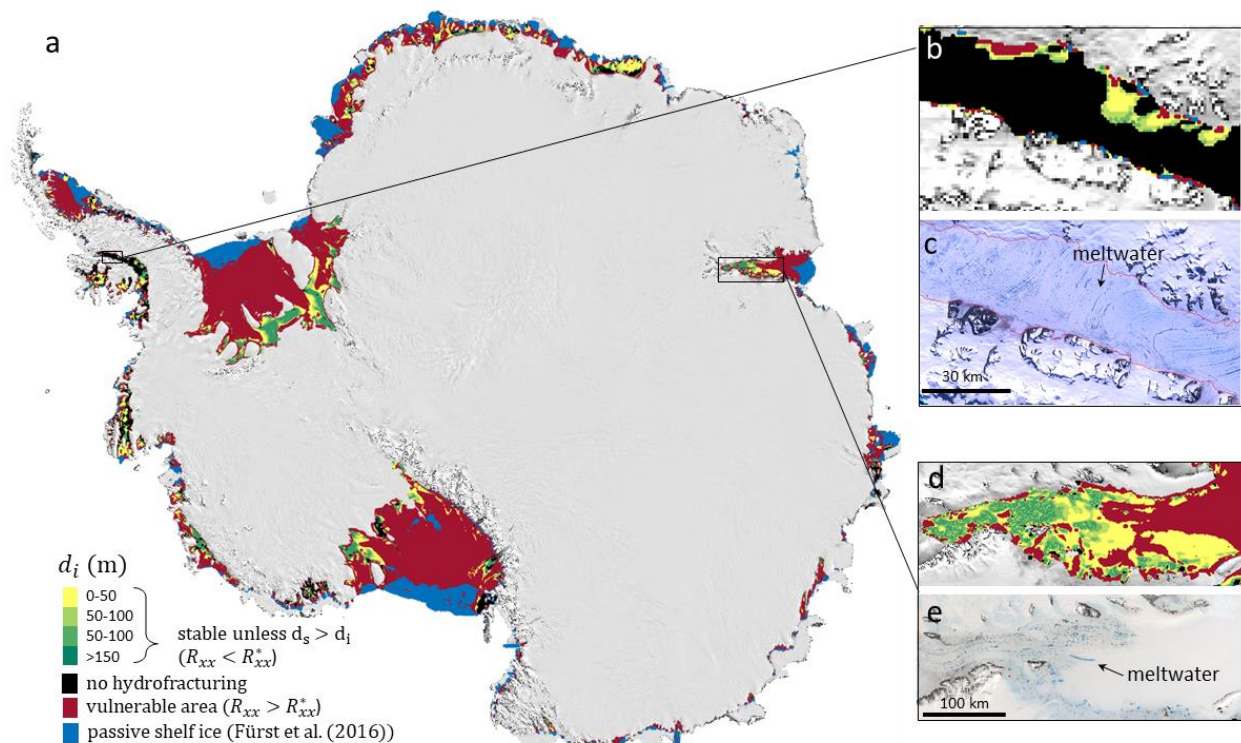 a
b
c
meltwater
30 km
d
e
meltwater
100 km
d_i (m)
0-50
50-100
50-100
>150
stable unless d_s > d_i
(R_xx < R*_xx)
no hydrofracturing
vulnerable area (R_xx > R*_xx)
passive shelf ice (Fürst et al. (2016))